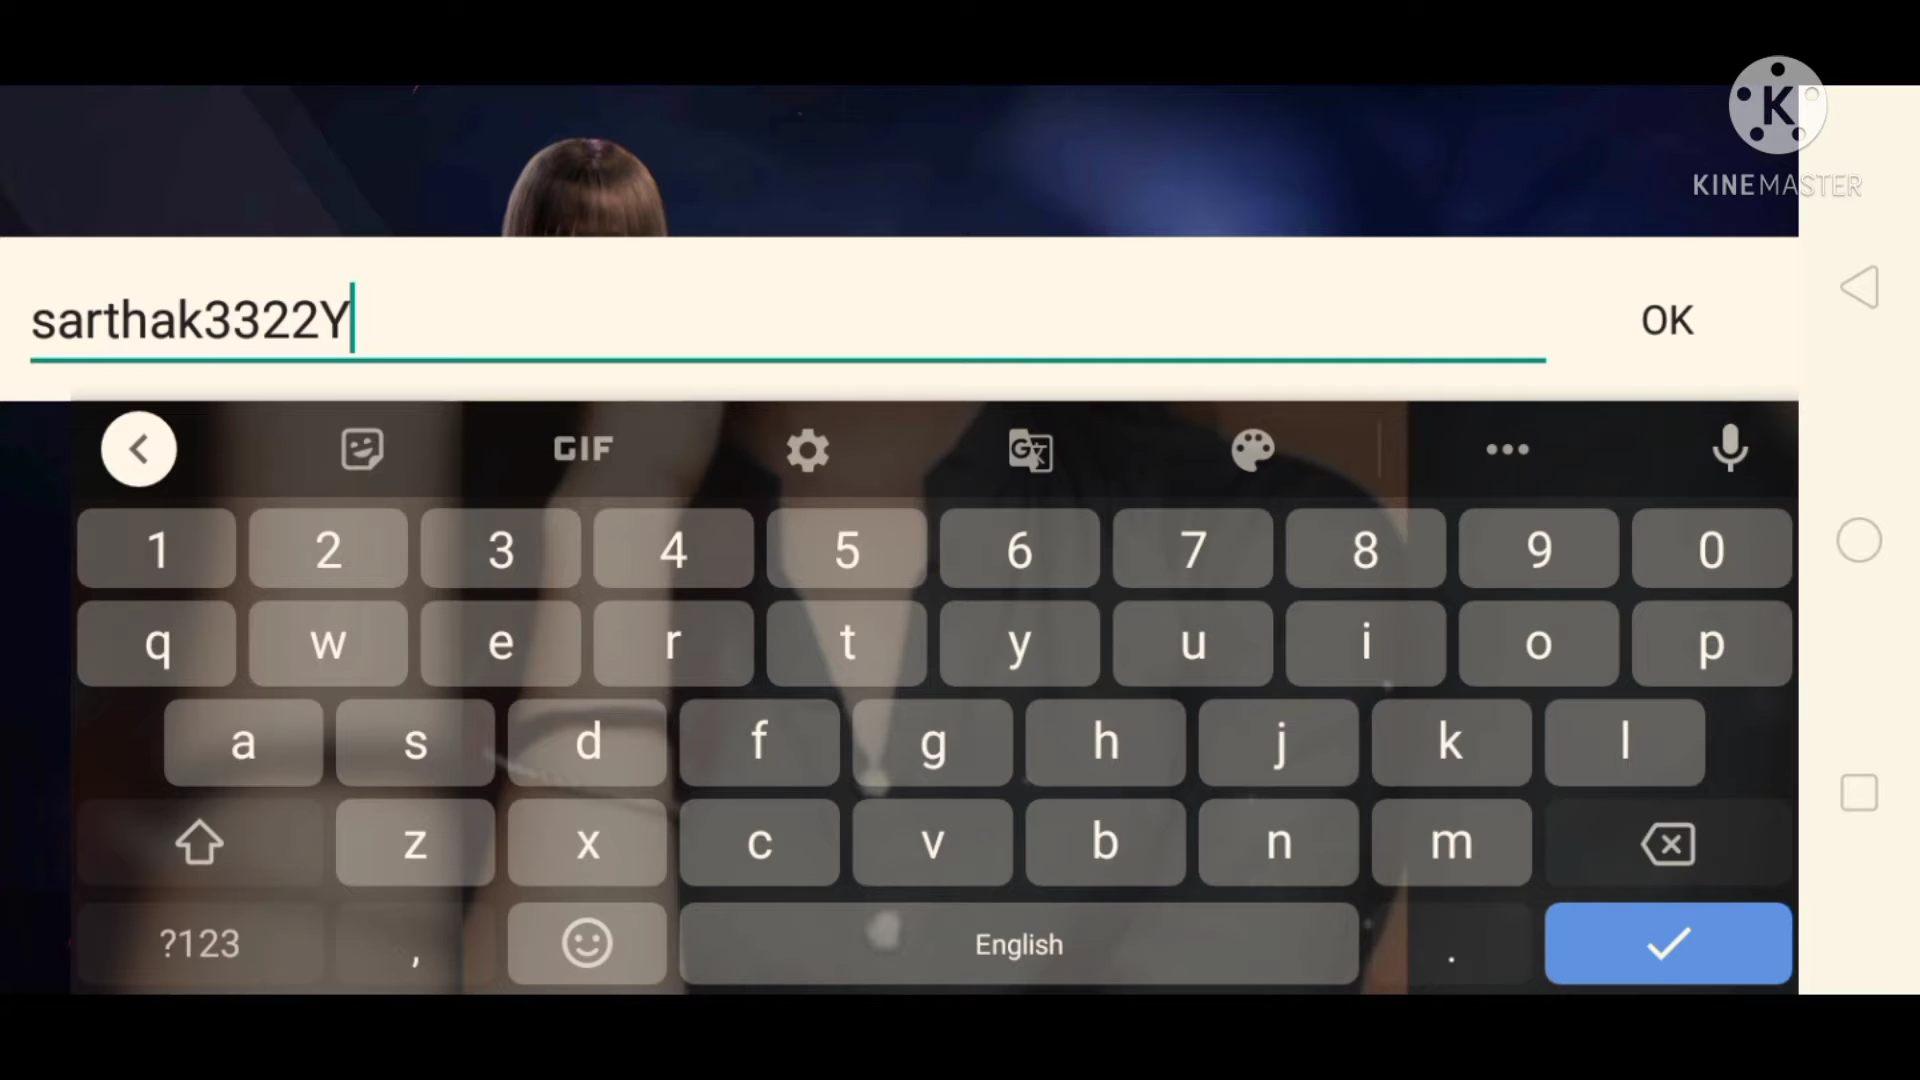 K
KINEMASTER
sarthak3322Y
OK
GIF
G
1 2 3 4 5 6 7 8 9 0
q w e r t y u i o p
a s d f g h j k l
z x c v b n m
?123 , English .